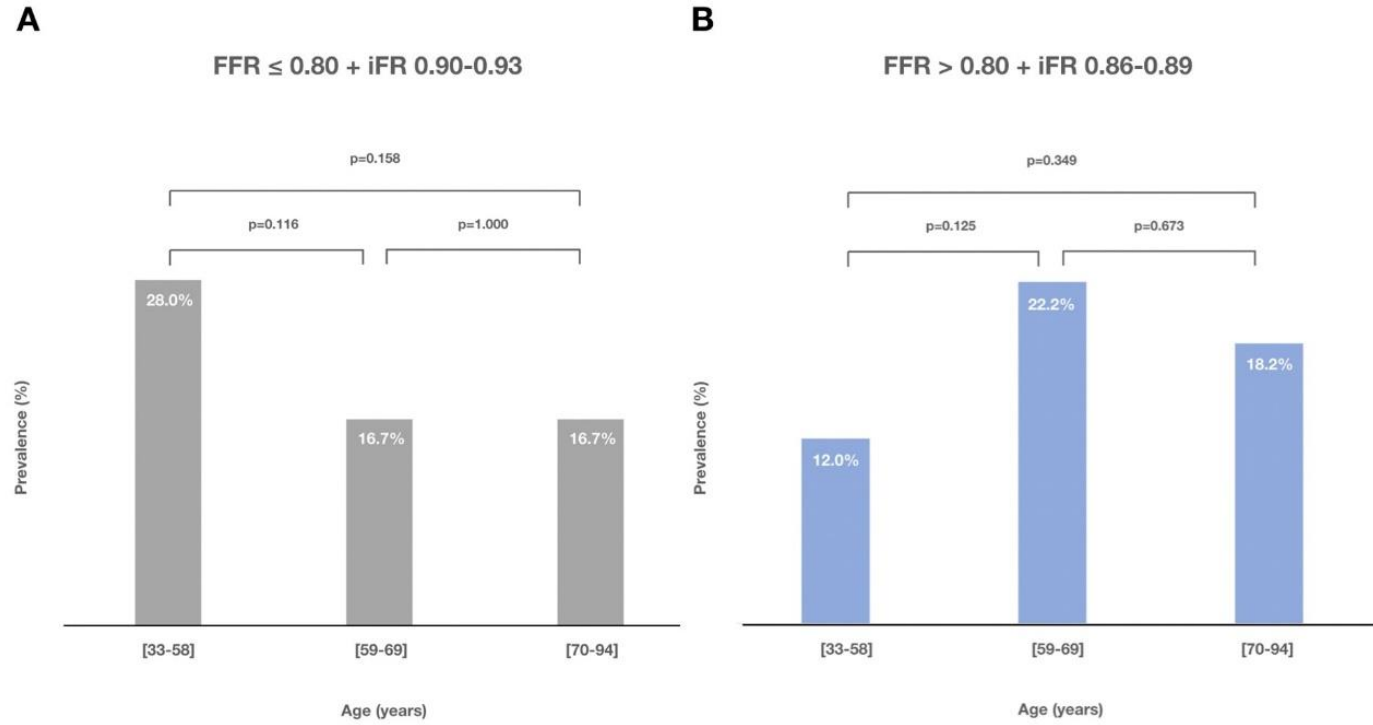 A
FFR ≤ 0.80 + iFR 0.90-0.93
p=0.158
p=0.116
p=1.000
28.0%
16.7%
16.7%
Prevalence (%)
[33-58]
[59-69]
[70-94]
Age (years)
B
FFR > 0.80 + iFR 0.86-0.89
p=0.349
p=0.125
p=0.673
22.2%
18.2%
12.0%
Prevalence (%)
[33-58]
[59-69]
[70-94]
Age (years)